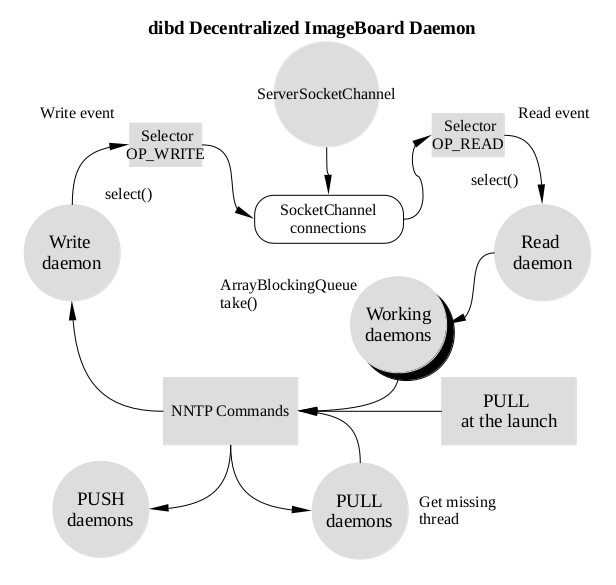 dibd Decentralized ImageBoard Daemon
ServerSocketChannel
Write event
Read event
Selector
OP_WRITE
Selector
OP_READ
select()
select()
SocketChannel
connections
Write
daemon
Read
daemon
ArrayBlockingQueue
take()
Working
daemons
NNTP Commands
PULL
at the launch
PUSH
daemons
PULL
daemons
Get missing
thread